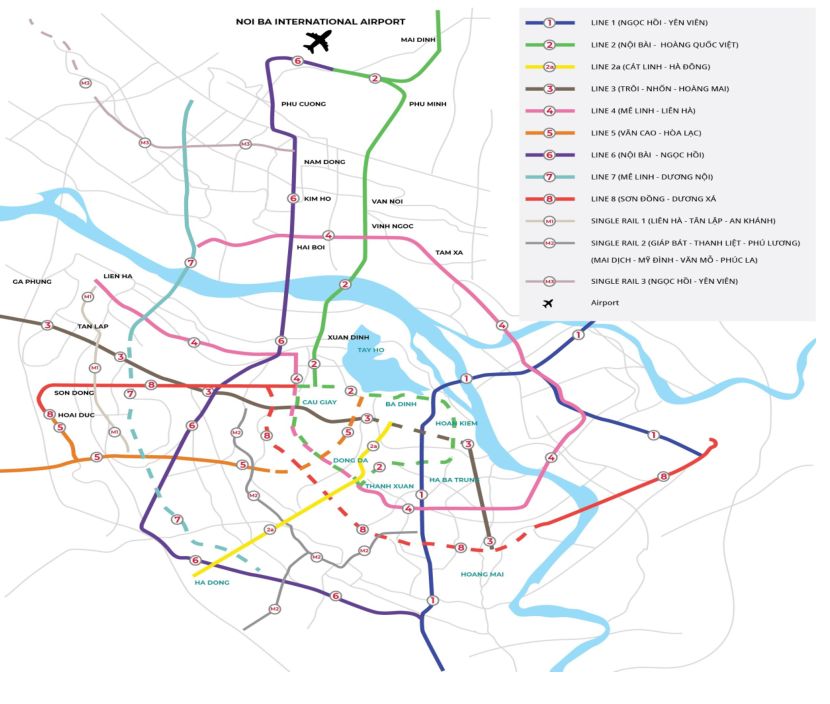 NOI BA INTERNATIONAL AIRPORT
MAI DINH
6
2
M3
PHU CUONG
PHU MINH
M3
M3
NAM DONG
6
KIM HO
VAN NOI
VINH NGOC
4
HAI BOI
TAM XA
7
GA PHUNG
LIEN HA
2
M1
3
TAN LAP
4
1
XUAN DINH
6
4
TAY HO
3
2
M1
4
1
8
SON DONG
7
3
2
CAU GIAY
BA DINH
8
HOAI DUC
3
HOAN KIEM
5
6
M1
M2
8
5
1
2a
3
5
5
DONG DA
2
4
8
THANH XUAN
HA BA TRUNG
M2
1
4
7
2a
8
3
8
M2
M2
6
HOANG MAI
HA DONG
6
1
M2
1 LINE 1 (NGỌC HỒI - YÊN VIÊN)
2 LINE 2 (NỘI BÀI - HOÀNG QUỐC VIỆT)
2a LINE 2a (CÁT LINH - HÀ ĐÔNG)
3 LINE 3 (TRÔI - NHỔN - HOÀNG MAI)
4 LINE 4 (MÊ LINH - LIÊN HÀ)
5 LINE 5 (VĂN CAO - HÒA LẠC)
6 LINE 6 (NỘI BÀI - NGỌC HỒI)
7 LINE 7 (MÊ LINH - DƯƠNG NỘI)
8 LINE 8 (SƠN ĐỒNG - DƯƠNG XÁ)
M1 SINGLE RAIL 1 (LIÊN HÀ - TÂN LẬP - AN KHÁNH)
M2 SINGLE RAIL 2 (GIÁP BÁT - THANH LIỆT - PHÚ LƯƠNG)
(MAI DỊCH - MỸ ĐÌNH - VĂN MỖ - PHÚC LA)
M3 SINGLE RAIL 3 (NGỌC HỒI - YÊN VIÊN)
Airport